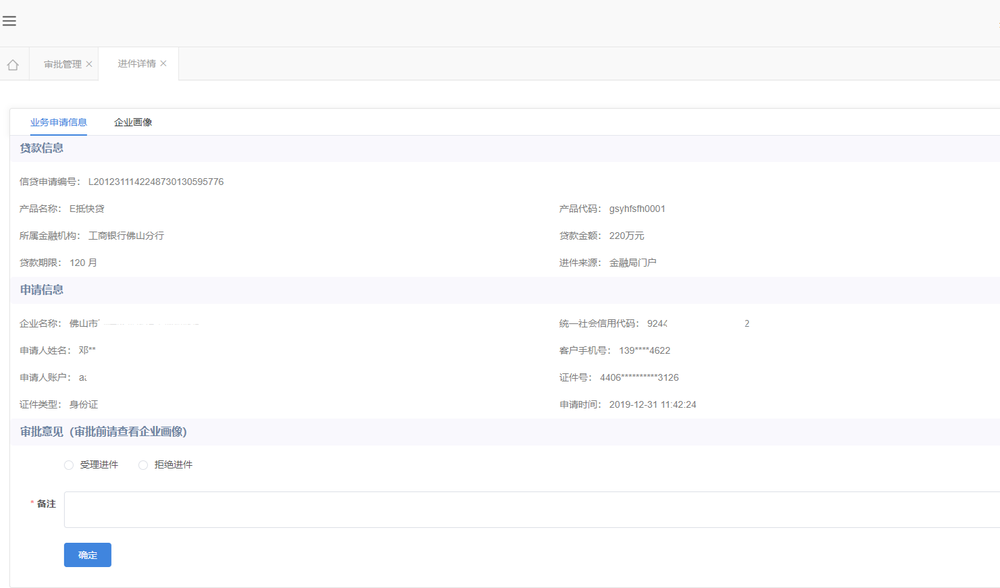 审批管理 × 进件详情 ×
业务申请信息 企业画像
贷款信息
信贷申请编号： L2012311142248730130595776
产品名称： E抵快贷 产品代码： gsyhfsfh0001
所属金融机构： 工商银行佛山分行 贷款金额： 220万元
贷款期限： 120 月 进件来源： 金融局门户
申请信息
企业名称： 佛山市 统一社会信用代码： 924 2
申请人姓名： 邓** 客户手机号： 139****4622
申请人账户： a 证件号： 4406**********3126
证件类型： 身份证 申请时间： 2019-12-31 11:42:24
审批意见（审批前请查看企业画像）
受理进件 拒绝进件
* 备注
确定